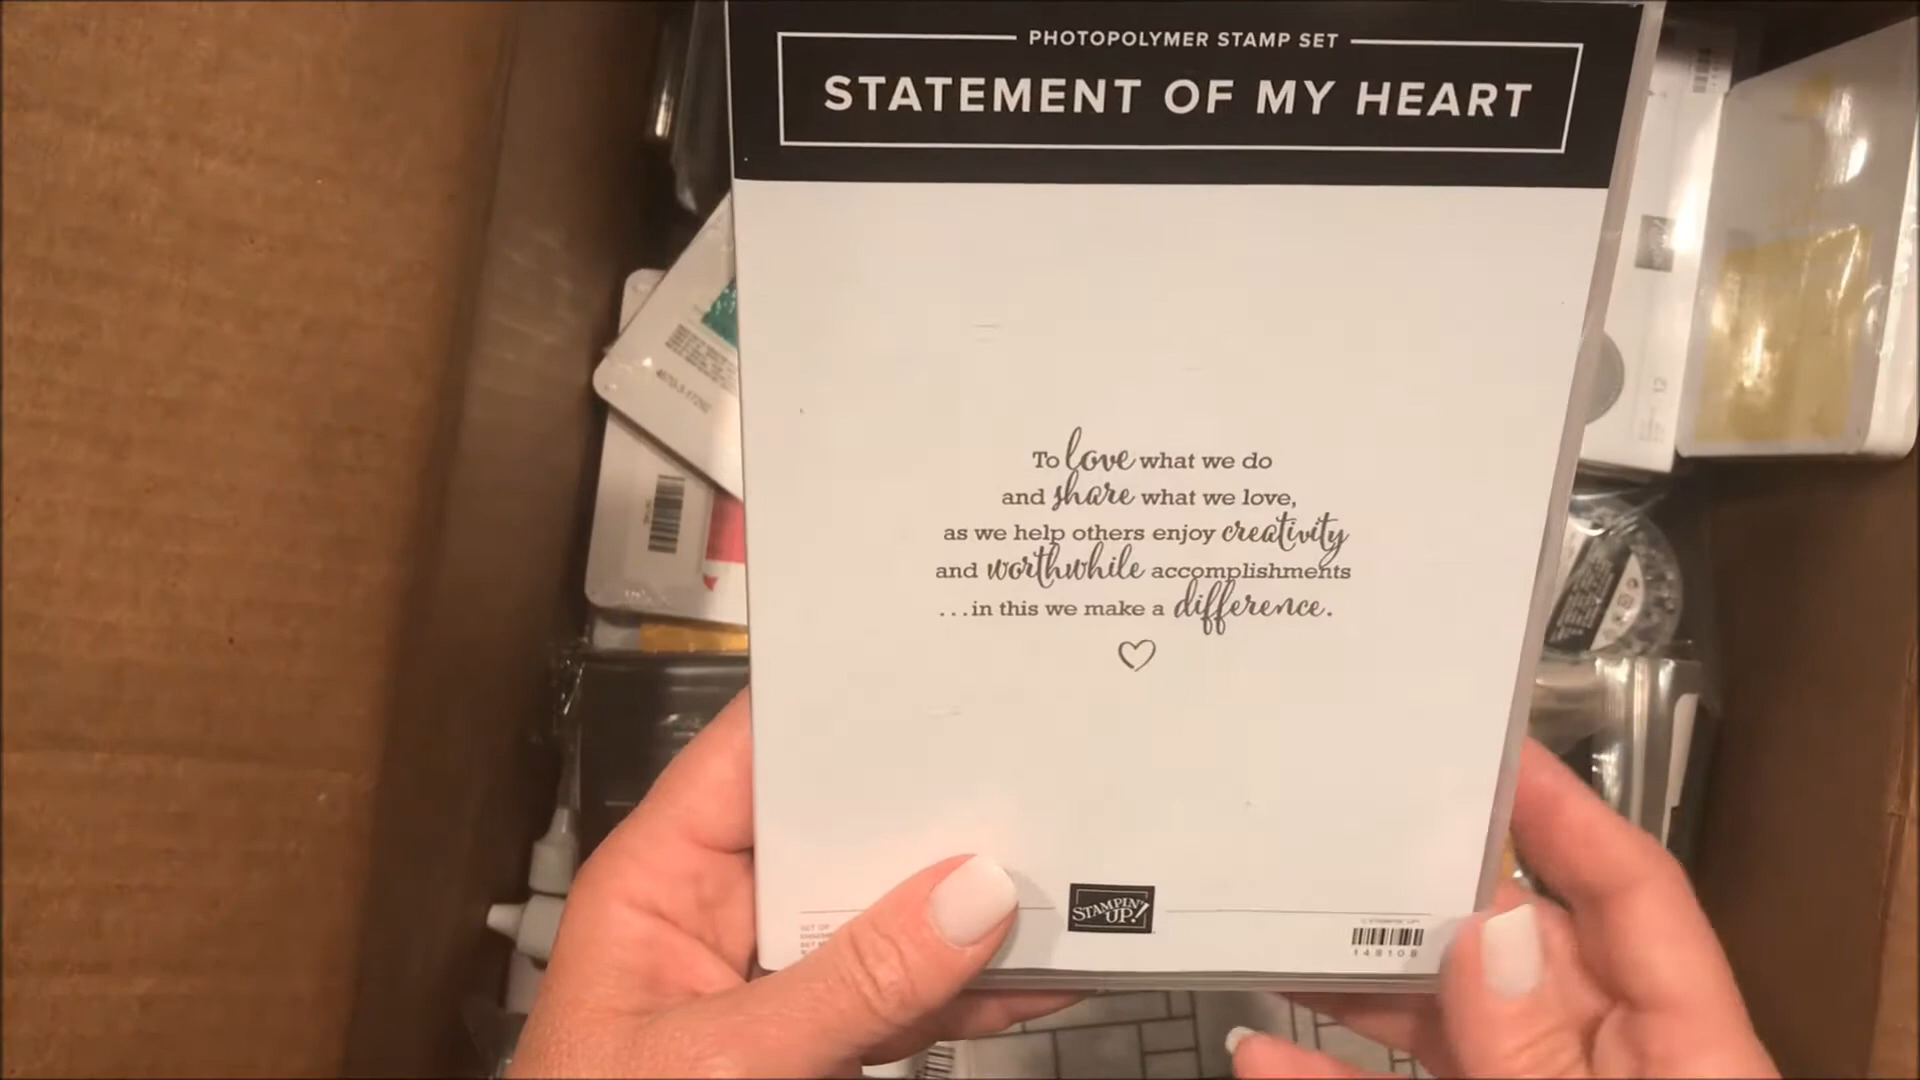 PHOTOPOLYMER STAMP SET
STATEMENT OF MY HEART
To love what we do
and share what we love,
as we help others enjoy creativity
and worthwhile accomplishments
...in this we make a difference.
STAMPIN' UP!
148108